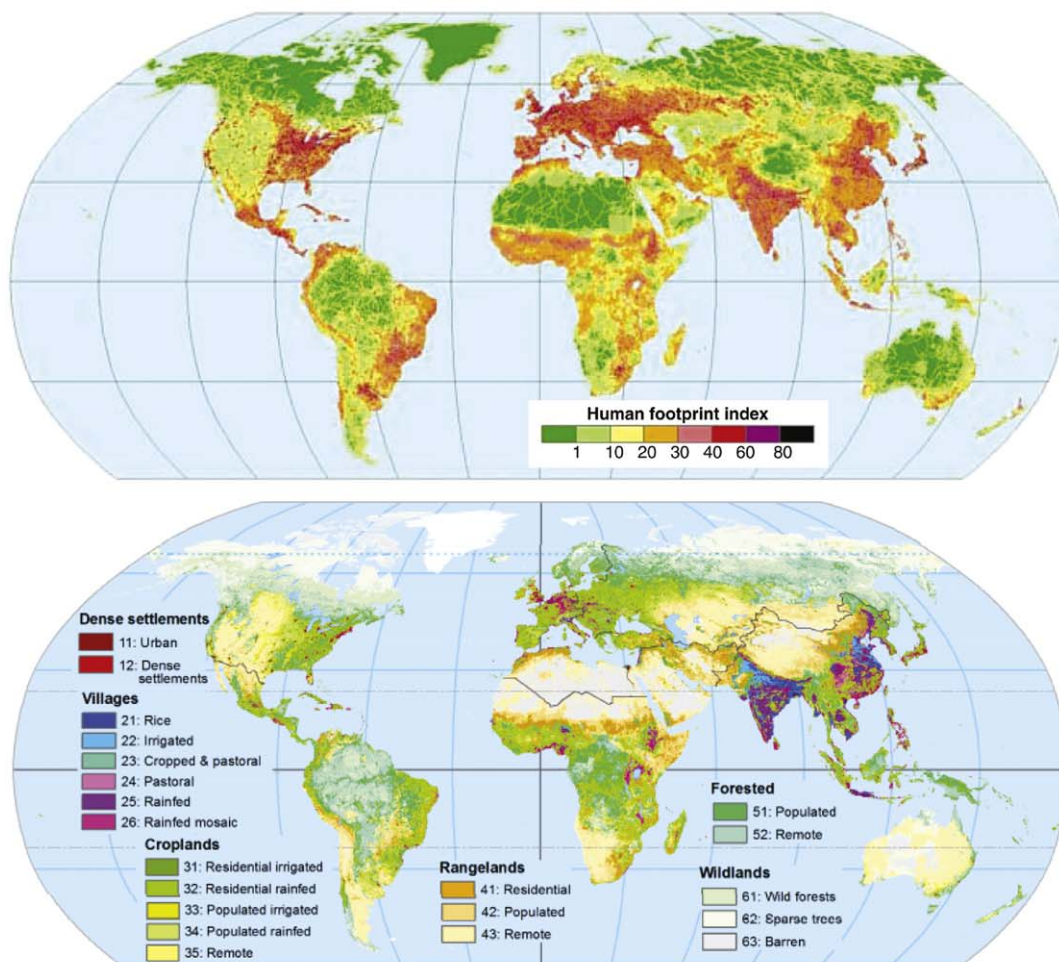 Human footprint index
1 10 20 30 40 60 80
Dense settlements
11: Urban
12: Dense
settlements
Villages
21: Rice
22: Irrigated
23: Cropped & pastoral
24: Pastoral
25: Rainfed
26: Rainfed mosaic
Croplands
31: Residential irrigated
32: Residential rainfed
33: Populated irrigated
34: Populated rainfed
35: Remote
Rangelands
41: Residential
42: Populated
43: Remote
Forested
51: Populated
52: Remote
Wildlands
61: Wild forests
62: Sparse trees
63: Barren